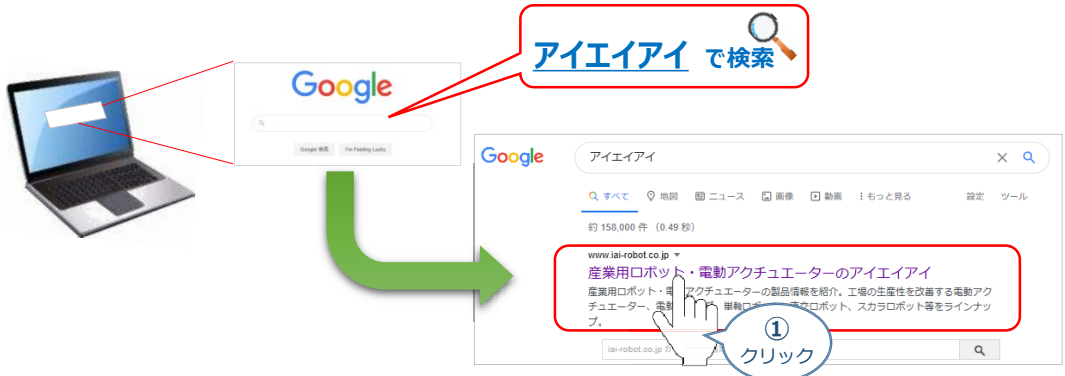 アイエイアイ で検索
Google
Google 検索 I'm Feeling Lucky
Google アイエイアイ
すべて 地図 ニュース 画像 動画 もっと見る 設定 ツール
約 158,000 件 (0.49 秒)
www.iai-robot.co.jp
産業用ロボット・電動アクチュエーターのアイエイアイ
産業用ロボット・電 アクチュエーターの製品情報を紹介。工場の生産性を改善する電動アク
チュエーター、電動 単軸ロボ 直交ロボット、スカラロボット等をラインナッ
プ。
iai-robot.co.jp
①
クリック